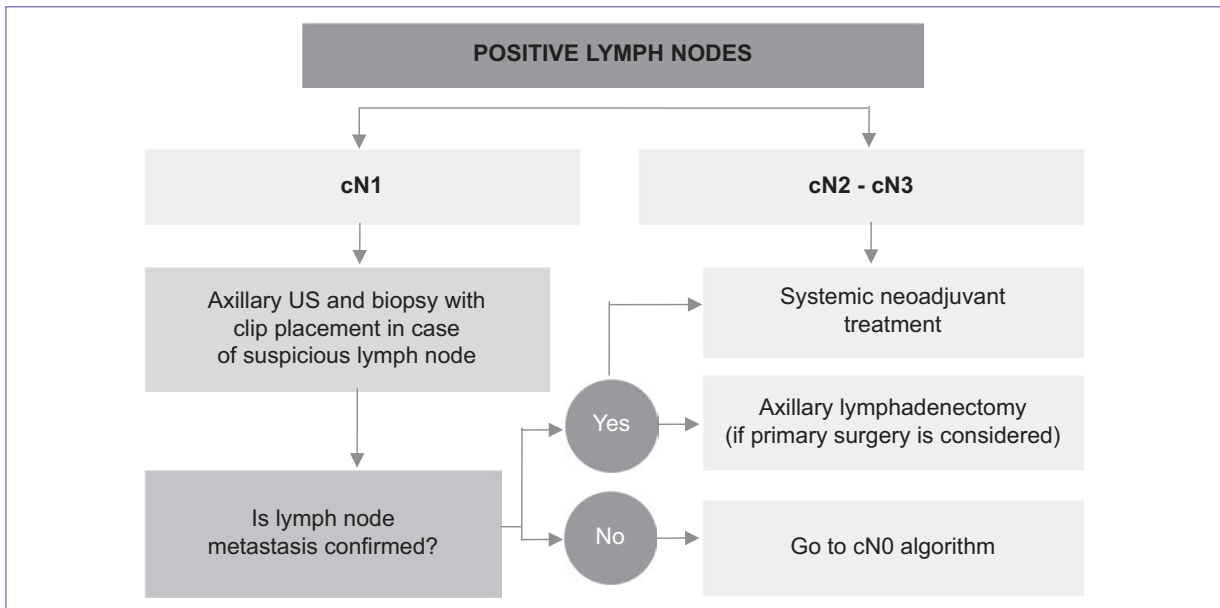 POSITIVE LYMPH NODES
cN1
cN2 - cN3
Axillary US and biopsy with
clip placement in case
of suspicious lymph node
Systemic neoadjuvant
treatment
Yes
Axillary lymphadenectomy
(if primary surgery is considered)
Is lymph node
metastasis confirmed?
No
Go to cN0 algorithm